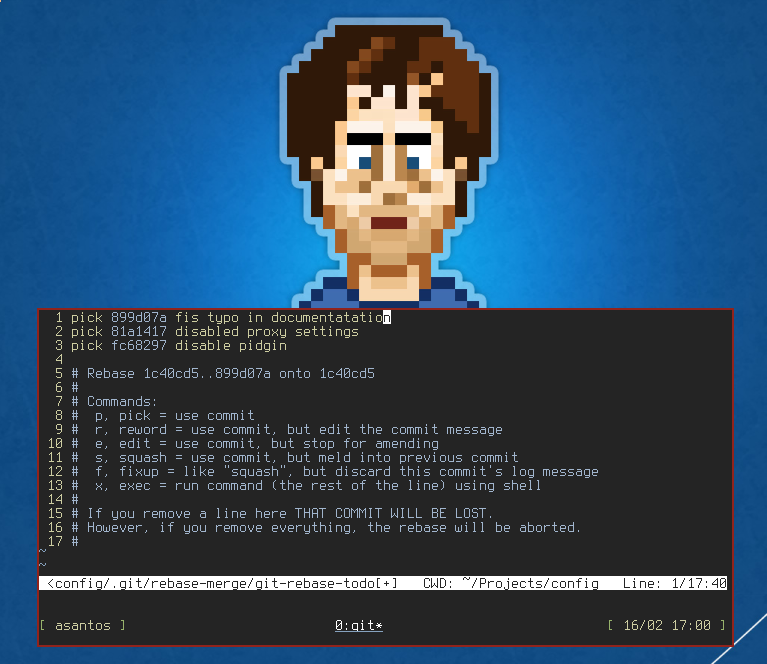 1 pick 899d07a fis typo in documentatation
2 pick 81a1417 disabled proxy settings
3 pick fc68297 disable pidgin
4
5 # Rebase 1c40cd5..899d07a onto 1c40cd5
6 #
7 # Commands:
8 #  p, pick = use commit
9 #  r, reword = use commit, but edit the commit message
10 #  e, edit = use commit, but stop for amending
11 #  s, squash = use commit, but meld into previous commit
12 #  f, fixup = like "squash", but discard this commit's log message
13 #  x, exec = run command (the rest of the line) using shell
14 #
15 # If you remove a line here THAT COMMIT WILL BE LOST.
16 # However, if you remove everything, the rebase will be aborted.
17 #
~
~
<config/.git/rebase-merge/git-rebase-todo[+]   CWD: ~/Projects/config   Line: 1/17:40
[ asantos ] 0:git* [ 16/02 17:00 ]